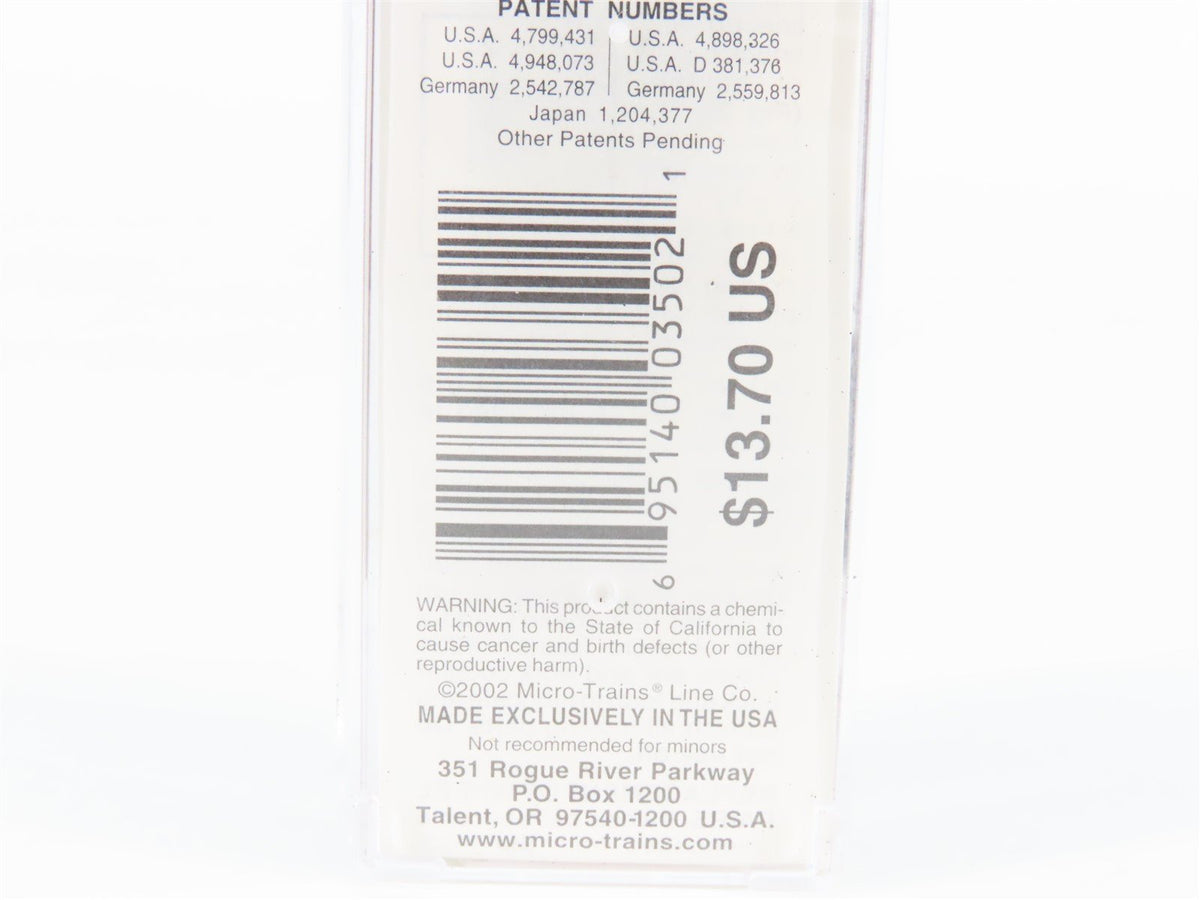 PATENT NUMBERS
U.S.A. 4,799,431 U.S.A. 4,898,326
U.S.A. 4,948,073 U.S.A. D 381,376
Germany 2,542,787 Germany 2,559,813
Japan 1,204,377
Other Patents Pending
6 95140 03502 1
$13.70 US
WARNING: This product contains a chemi-
cal known to the State of California to
cause cancer and birth defects (or other
reproductive harm).
©2002 Micro-Trains® Line Co.
MADE EXCLUSIVELY IN THE USA
Not recommended for minors
351 Rogue River Parkway
P.O. Box 1200
Talent, OR 97540-1200 U.S.A.
www.micro-trains.com